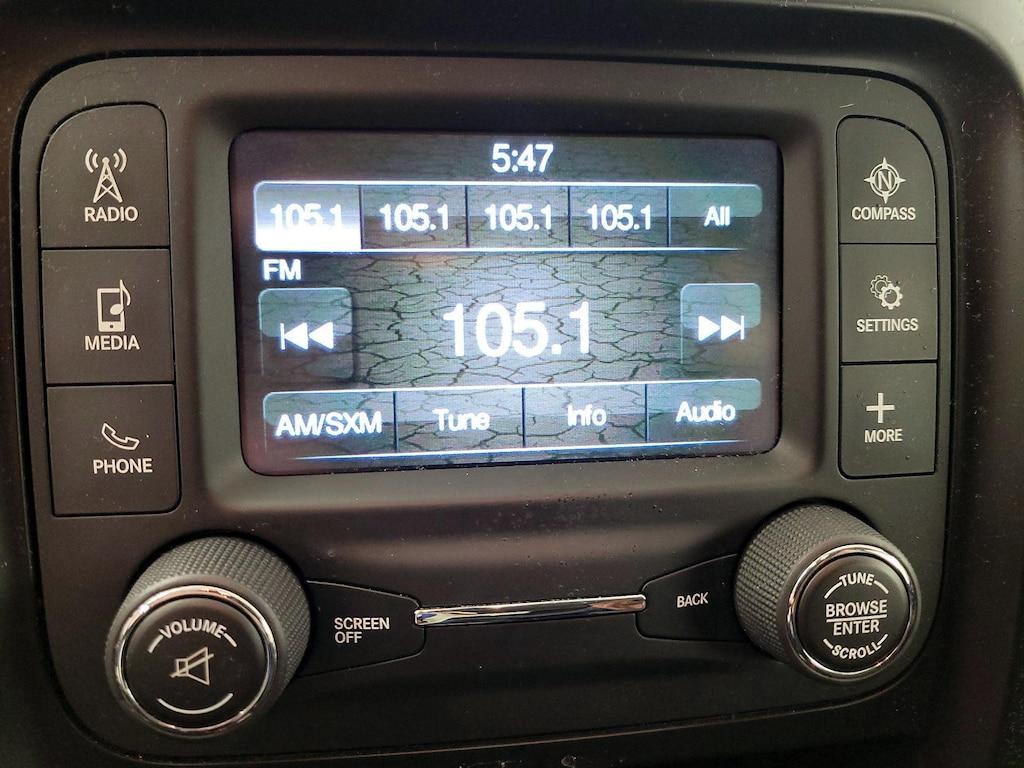 5:47
105.1 105.1 105.1 105.1 All
FM
105.1
AM/SXM Tune Info Audio
RADIO
MEDIA
PHONE
N
COMPASS
SETTINGS
MORE
VOLUME
SCREEN
OFF
BACK
TUNE
BROWSE
ENTER
SCROLL